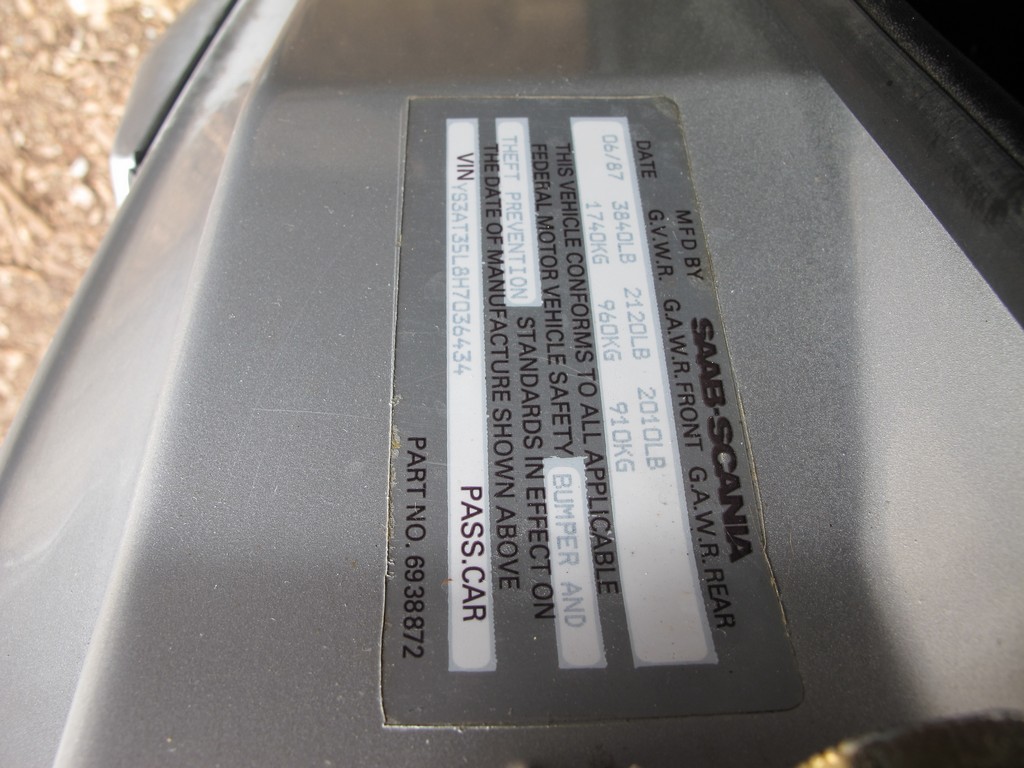 MFD BY SAAB-SCANIA
DATE G.V.W.R. G.A.W.R.FRONT G.A.W.R.REAR
06/87 3840LB 2120LB 2010LB
1740KG 960KG 910KG
THIS VEHICLE CONFORMS TO ALL APPLICABLE
FEDERAL MOTOR VEHICLE SAFETY BUMPER AND
THEFT PREVENTION STANDARDS IN EFFECT ON
THE DATE OF MANUFACTURE SHOWN ABOVE
VIN YS3AT35L8H7036434 PASS.CAR
PART NO. 6938872